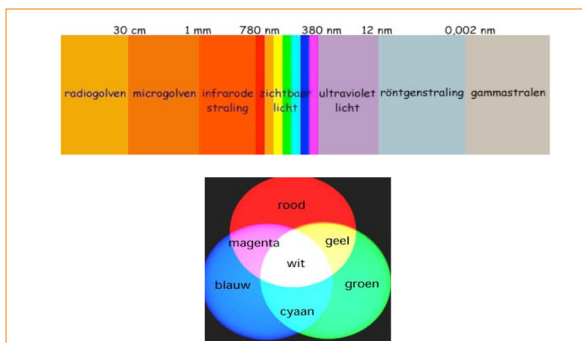 30 cm 1 mm 780 nm 380 nm 12 nm 0,002 nm
radiogolven microgolven infrarode zichtbaar ultraviolet röntgenstraling gammastralen
straling licht licht
rood
magenta geel
wit
blauw groen
cyaan